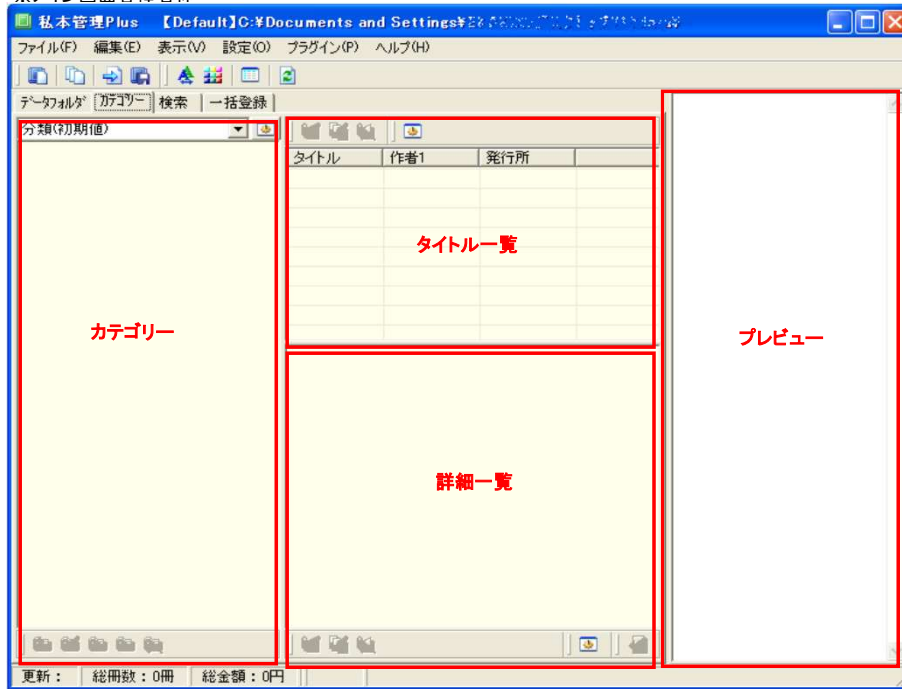 私本管理Plus 【Default】C:¥Documents and Settings¥
ファイル(F) 編集(E) 表示(V) 設定(O) プラグイン(P) ヘルプ(H)
データフォルダ カテゴリー 検索 一括登録
分類(初期値)
タイトル 作者1 発行所
タイトル一覧
カテゴリー
プレビュー
詳細一覧
更新： 総冊数：0冊 総金額：0円